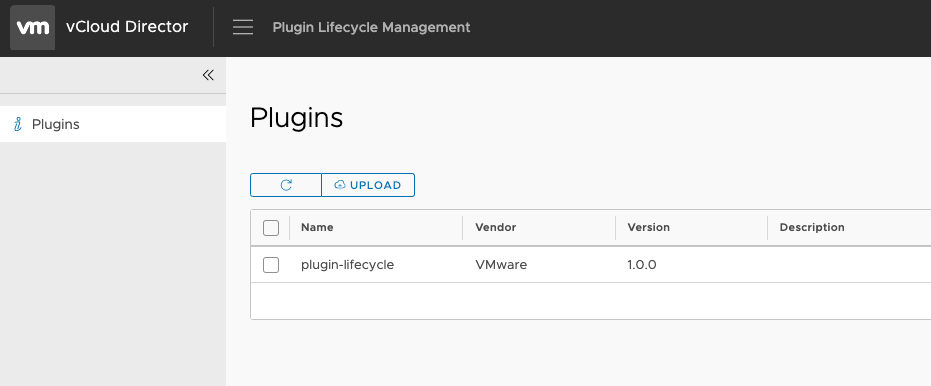 vm vCloud Director Plugin Lifecycle Management
Plugins
Plugins
UPLOAD
Name Vendor Version Description
plugin-lifecycle VMware 1.0.0